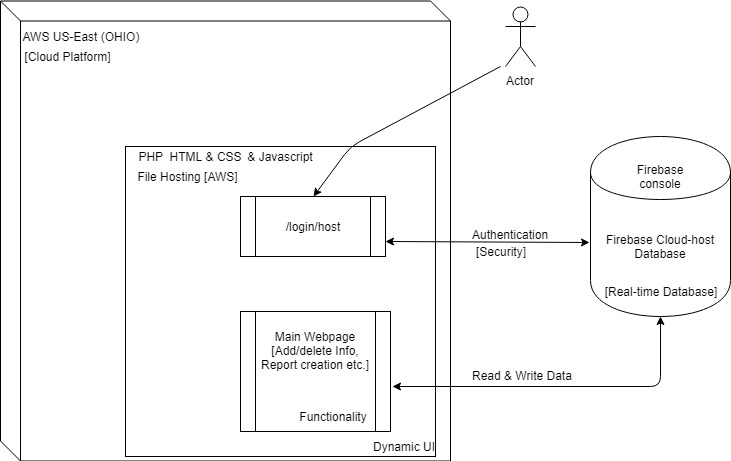 AWS US-East (OHIO)
[Cloud Platform]
Actor
PHP HTML & CSS & Javascript
File Hosting [AWS]
/login/host
Authentication
[Security]
Firebase
console
Firebase Cloud-host
Database
[Real-time Database]
Main Webpage
[Add/delete Info,
Report creation etc.]
Functionality
Read & Write Data
Dynamic UI